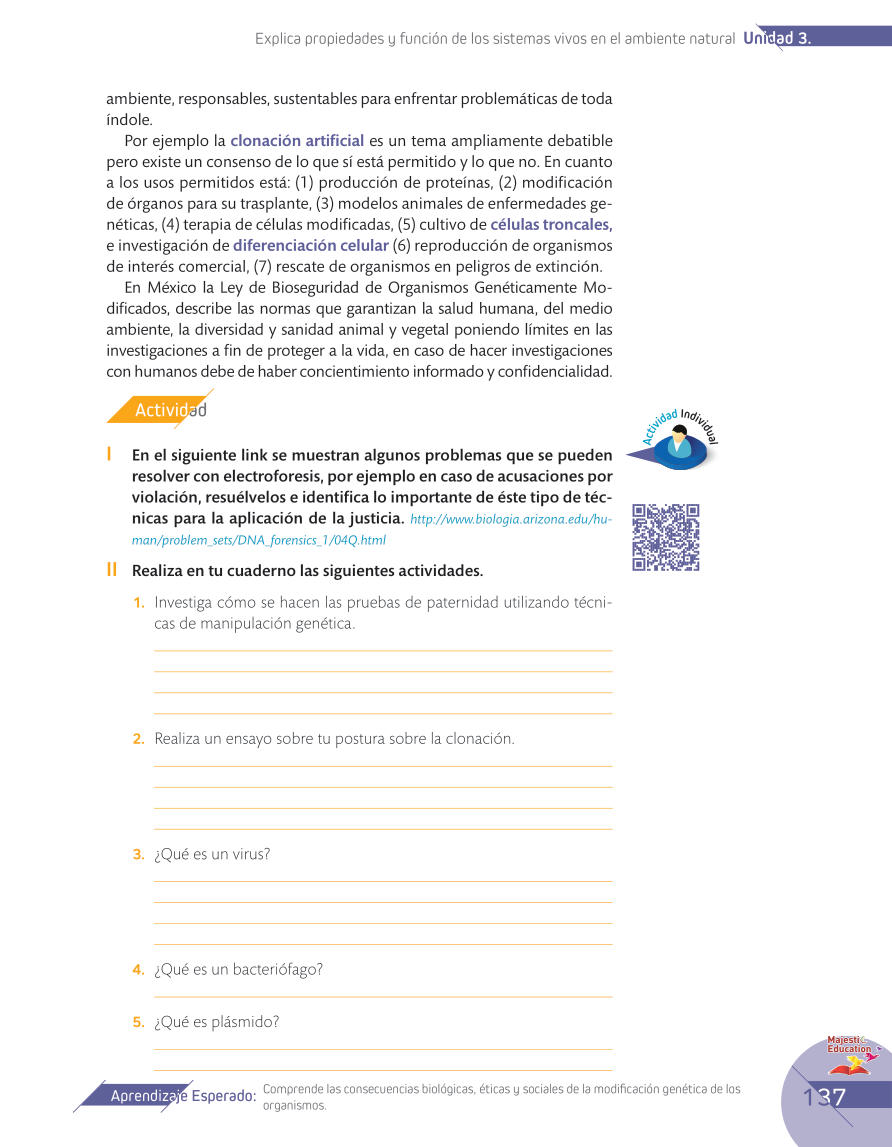 Explica propiedades y función de los sistemas vivos en el ambiente natural Unidad 3.
ambiente, responsables, sustentables para enfrentar problemáticas de toda
índole.
Por ejemplo la clonación artificial es un tema ampliamente debatible
pero existe un consenso de lo que sí está permitido y lo que no. En cuanto
a los usos permitidos está: (1) producción de proteínas, (2) modificación
de órganos para su trasplante, (3) modelos animales de enfermedades ge-
néticas, (4) terapia de células modificadas, (5) cultivo de células troncales,
e investigación de diferenciación celular (6) reproducción de organismos
de interés comercial, (7) rescate de organismos en peligros de extinción.
En México la Ley de Bioseguridad de Organismos Genéticamente Mo-
dificados, describe las normas que garantizan la salud humana, del medio
ambiente, la diversidad y sanidad animal y vegetal poniendo límites en las
investigaciones a fin de proteger a la vida, en caso de hacer investigaciones
con humanos debe de haber concientimiento informado y confidencialidad.
Actividad
Actividad Individual
I En el siguiente link se muestran algunos problemas que se pueden
resolver con electroforesis, por ejemplo en caso de acusaciones por
violación, resuélvelos e identifica lo importante de éste tipo de téc-
nicas para la aplicación de la justicia. http://www.biologia.arizona.edu/hu-
man/problem_sets/DNA_forensics_1/04Q.html
II Realiza en tu cuaderno las siguientes actividades.
1. Investiga cómo se hacen las pruebas de paternidad utilizando técni-
cas de manipulación genética.
2. Realiza un ensayo sobre tu postura sobre la clonación.
3. ¿Qué es un virus?
4. ¿Qué es un bacteriófago?
5. ¿Qué es plásmido?
Majestic
Education
Aprendizaje Esperado: Comprende las consecuencias biológicas, éticas y sociales de la modificación genética de los
organismos.
137